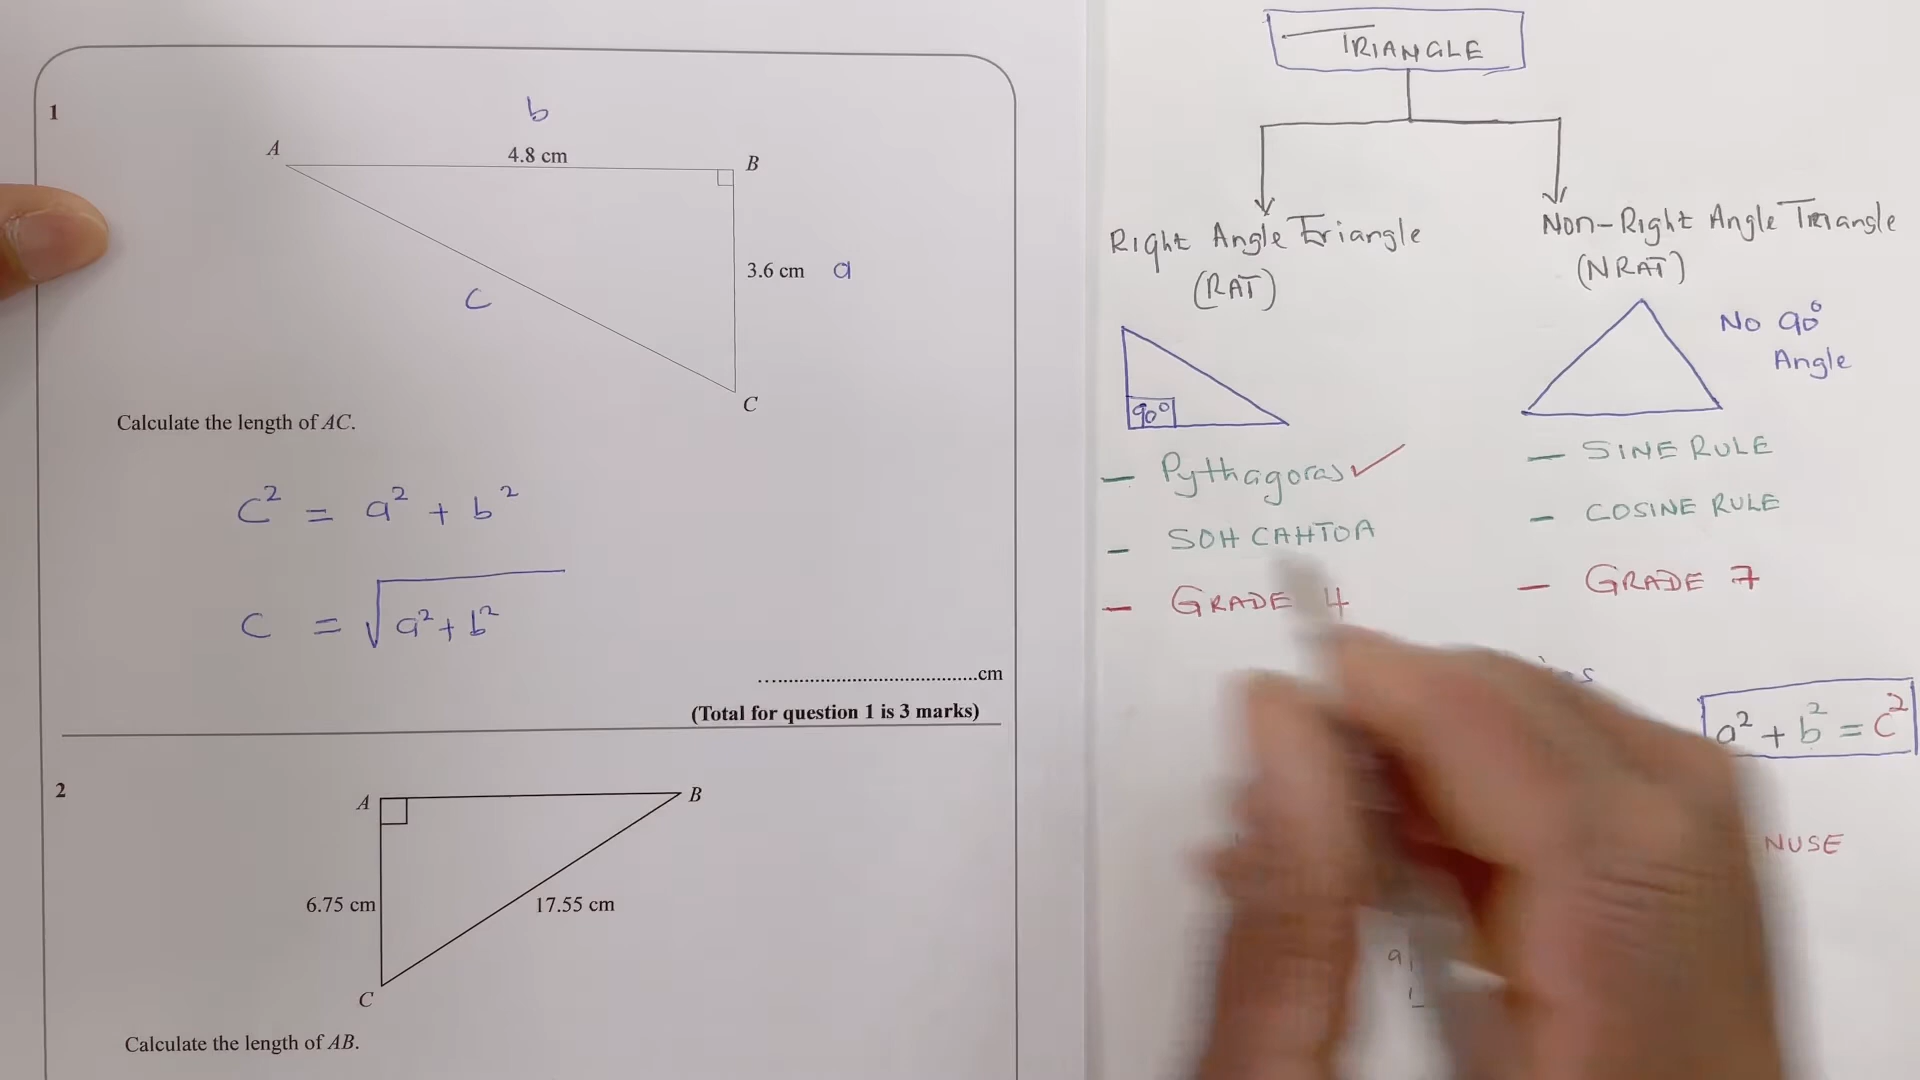 1
b
A
4.8 cm
B
3.6 cm a
c
C
Calculate the length of AC.
c² = a² + b²
c = √a² + b²
.......................................cm
(Total for question 1 is 3 marks)
2
A
B
6.75 cm
17.55 cm
C
Calculate the length of AB.
TRIANGLE
Right Angle Triangle
(RAT)
90°
- Pythagoras ✓
- SOH CAHTOA
- GRADE 4
Non-Right Angle Triangle
(NRAT)
No 90°
Angle
- SINE RULE
- COSINE RULE
- GRADE 7
a² + b² = c²
NUSE
a